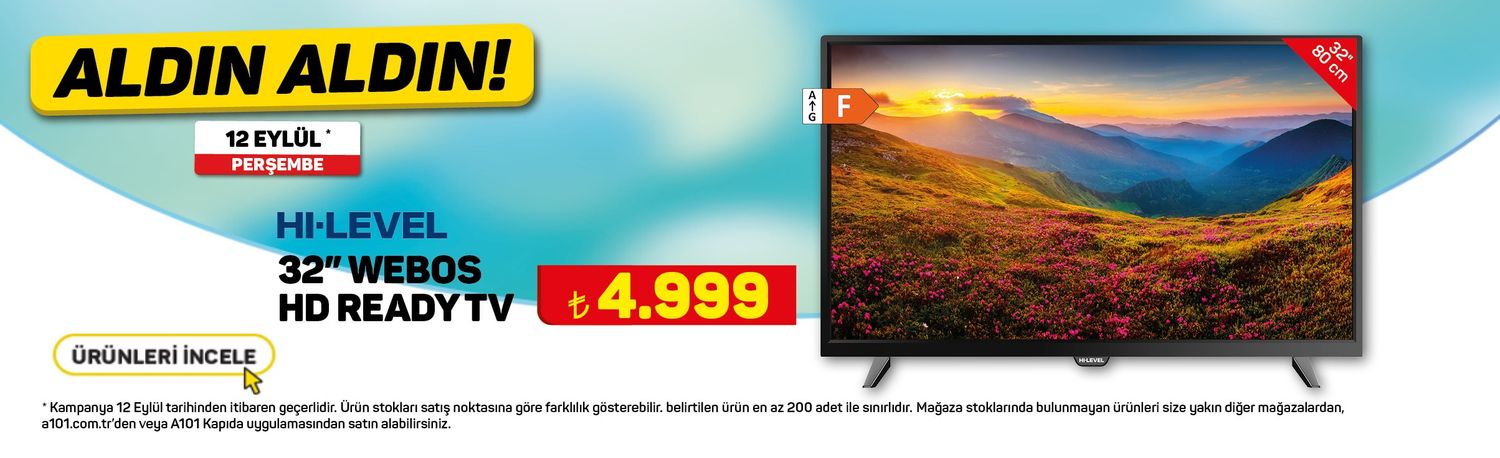 ALDIN ALDIN!
12 EYLÜL *
PERŞEMBE
HI-LEVEL
32" WEBOS
HD READY TV
₺ 4.999
ÜRÜNLERİ İNCELE
A
↑
G
F
32"
80 cm
HI-LEVEL
* Kampanya 12 Eylül tarihinden itibaren geçerlidir. Ürün stokları satış noktasına göre farklılık gösterebilir. belirtilen ürün en az 200 adet ile sınırlıdır. Mağaza stoklarında bulunmayan ürünleri size yakın diğer mağazalardan,
a101.com.tr'den veya A101 Kapıda uygulamasından satın alabilirsiniz.